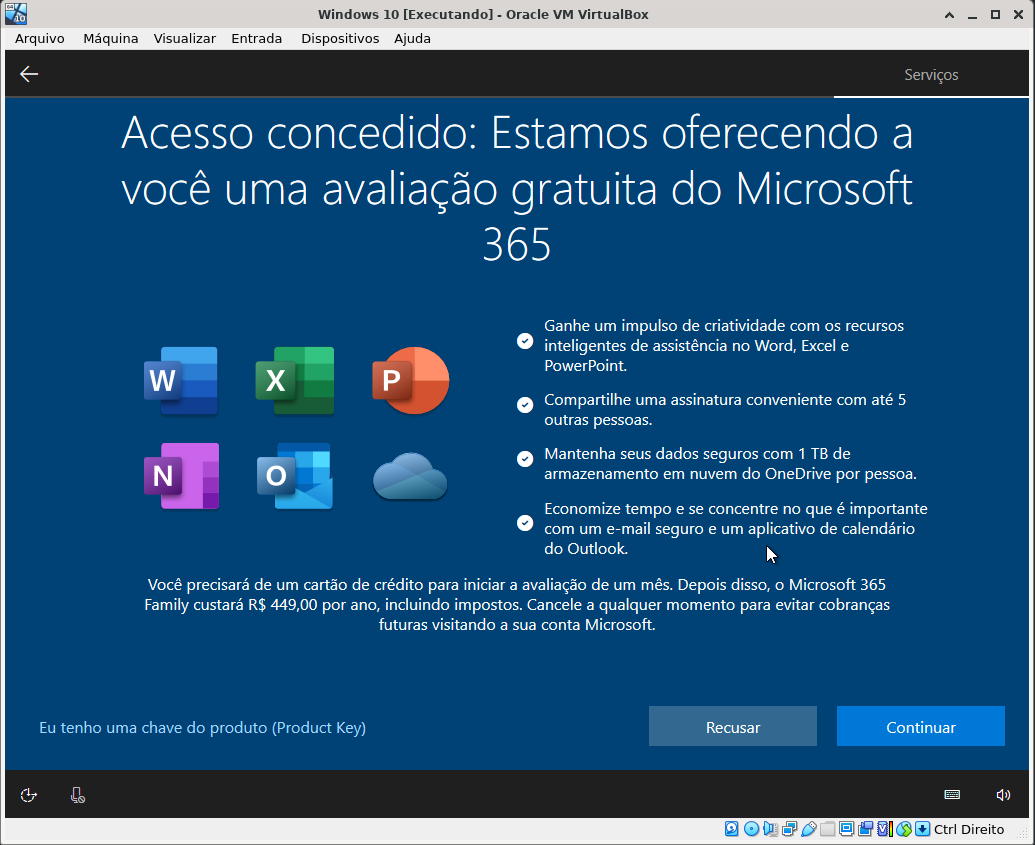 Windows 10 [Executando] - Oracle VM VirtualBox
Arquivo Máquina Visualizar Entrada Dispositivos Ajuda
Serviços
Acesso concedido: Estamos oferecendo a
você uma avaliação gratuita do Microsoft
365
Ganhe um impulso de criatividade com os recursos
inteligentes de assistência no Word, Excel e
PowerPoint.
Compartilhe uma assinatura conveniente com até 5
outras pessoas.
Mantenha seus dados seguros com 1 TB de
armazenamento em nuvem do OneDrive por pessoa.
Economize tempo e se concentre no que é importante
com um e-mail seguro e um aplicativo de calendário
do Outlook.
W X P
N O
Você precisará de um cartão de crédito para iniciar a avaliação de um mês. Depois disso, o Microsoft 365
Family custará R$ 449,00 por ano, incluindo impostos. Cancele a qualquer momento para evitar cobranças
futuras visitando a sua conta Microsoft.
Eu tenho uma chave do produto (Product Key)
Recusar
Continuar
Ctrl Direito